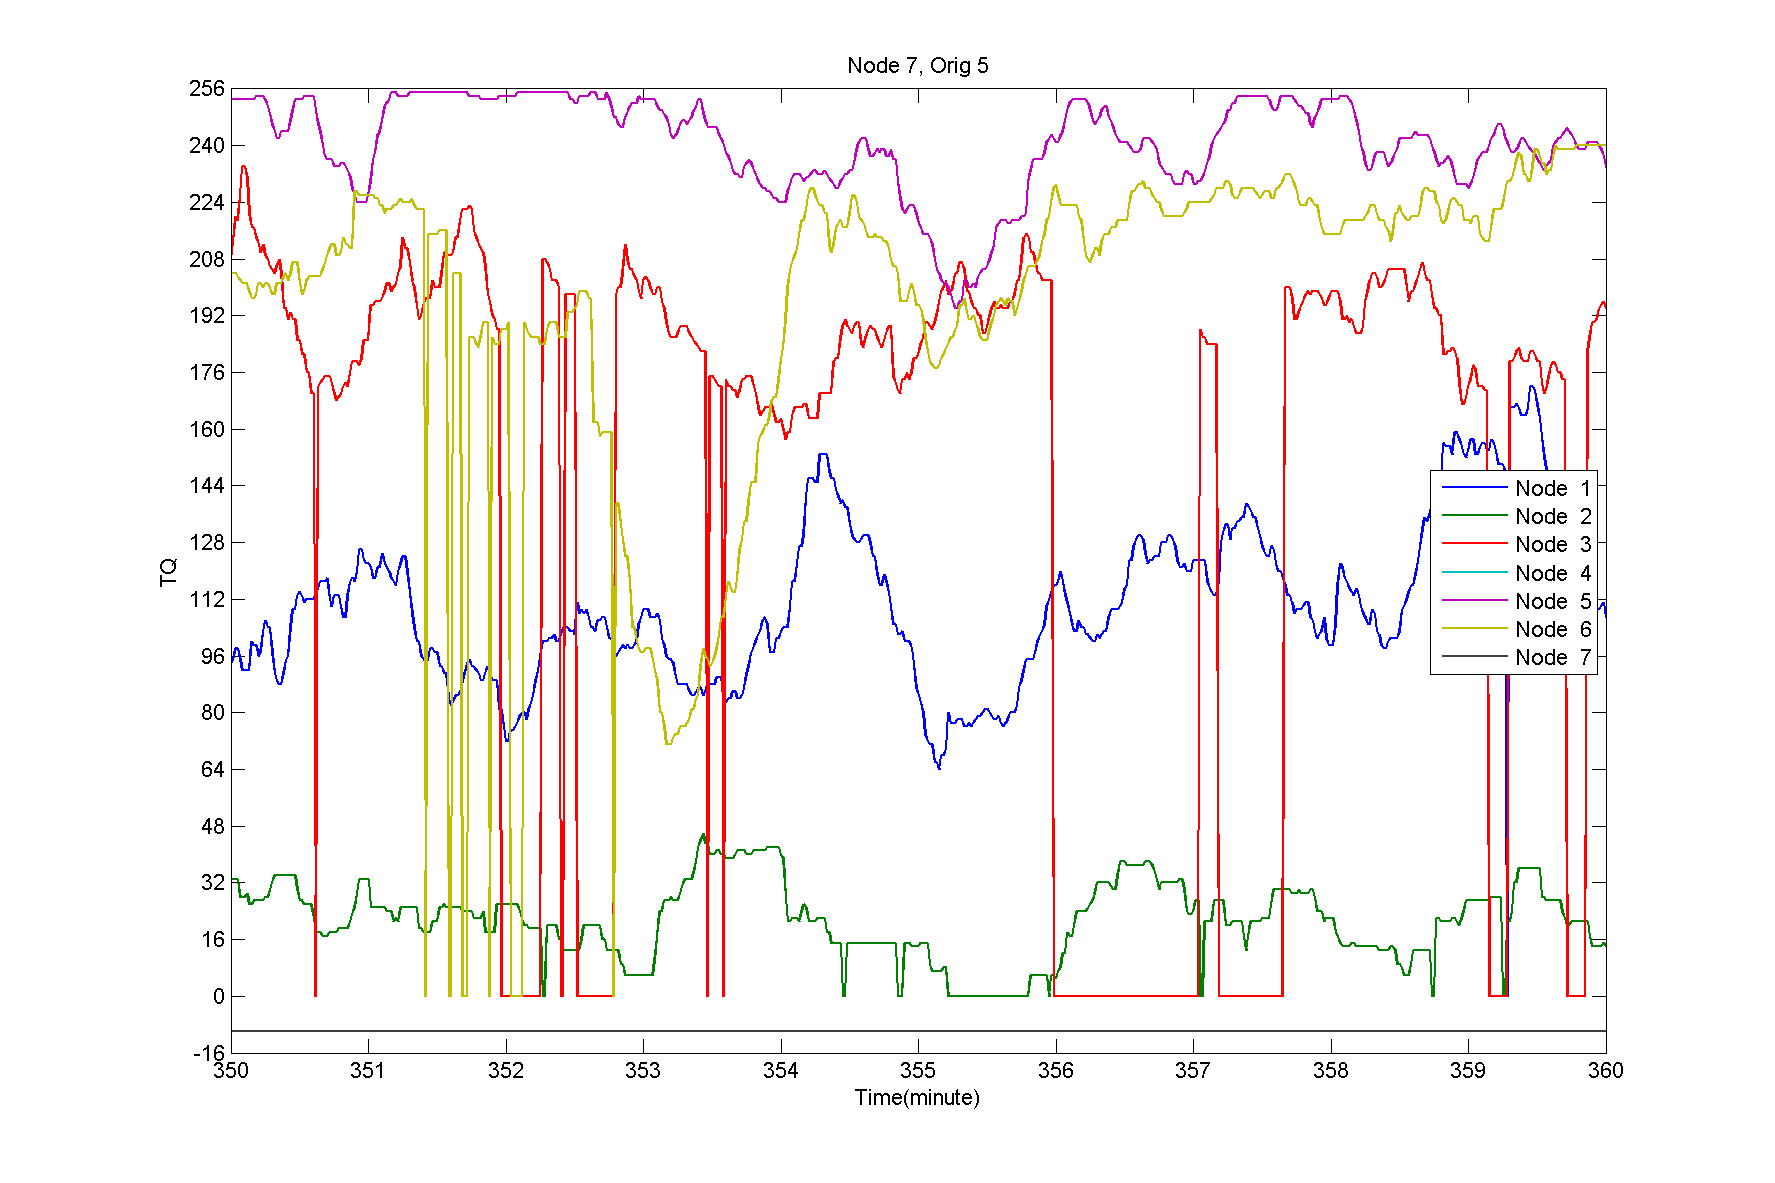 Node 7, Orig 5
256
240
224
208
192
176
160
144
128
112
96
80
64
48
32
16
0
-16
TQ
350 351 352 353 354 355 356 357 358 359 360
Time(minute)
Node 1
Node 2
Node 3
Node 4
Node 5
Node 6
Node 7